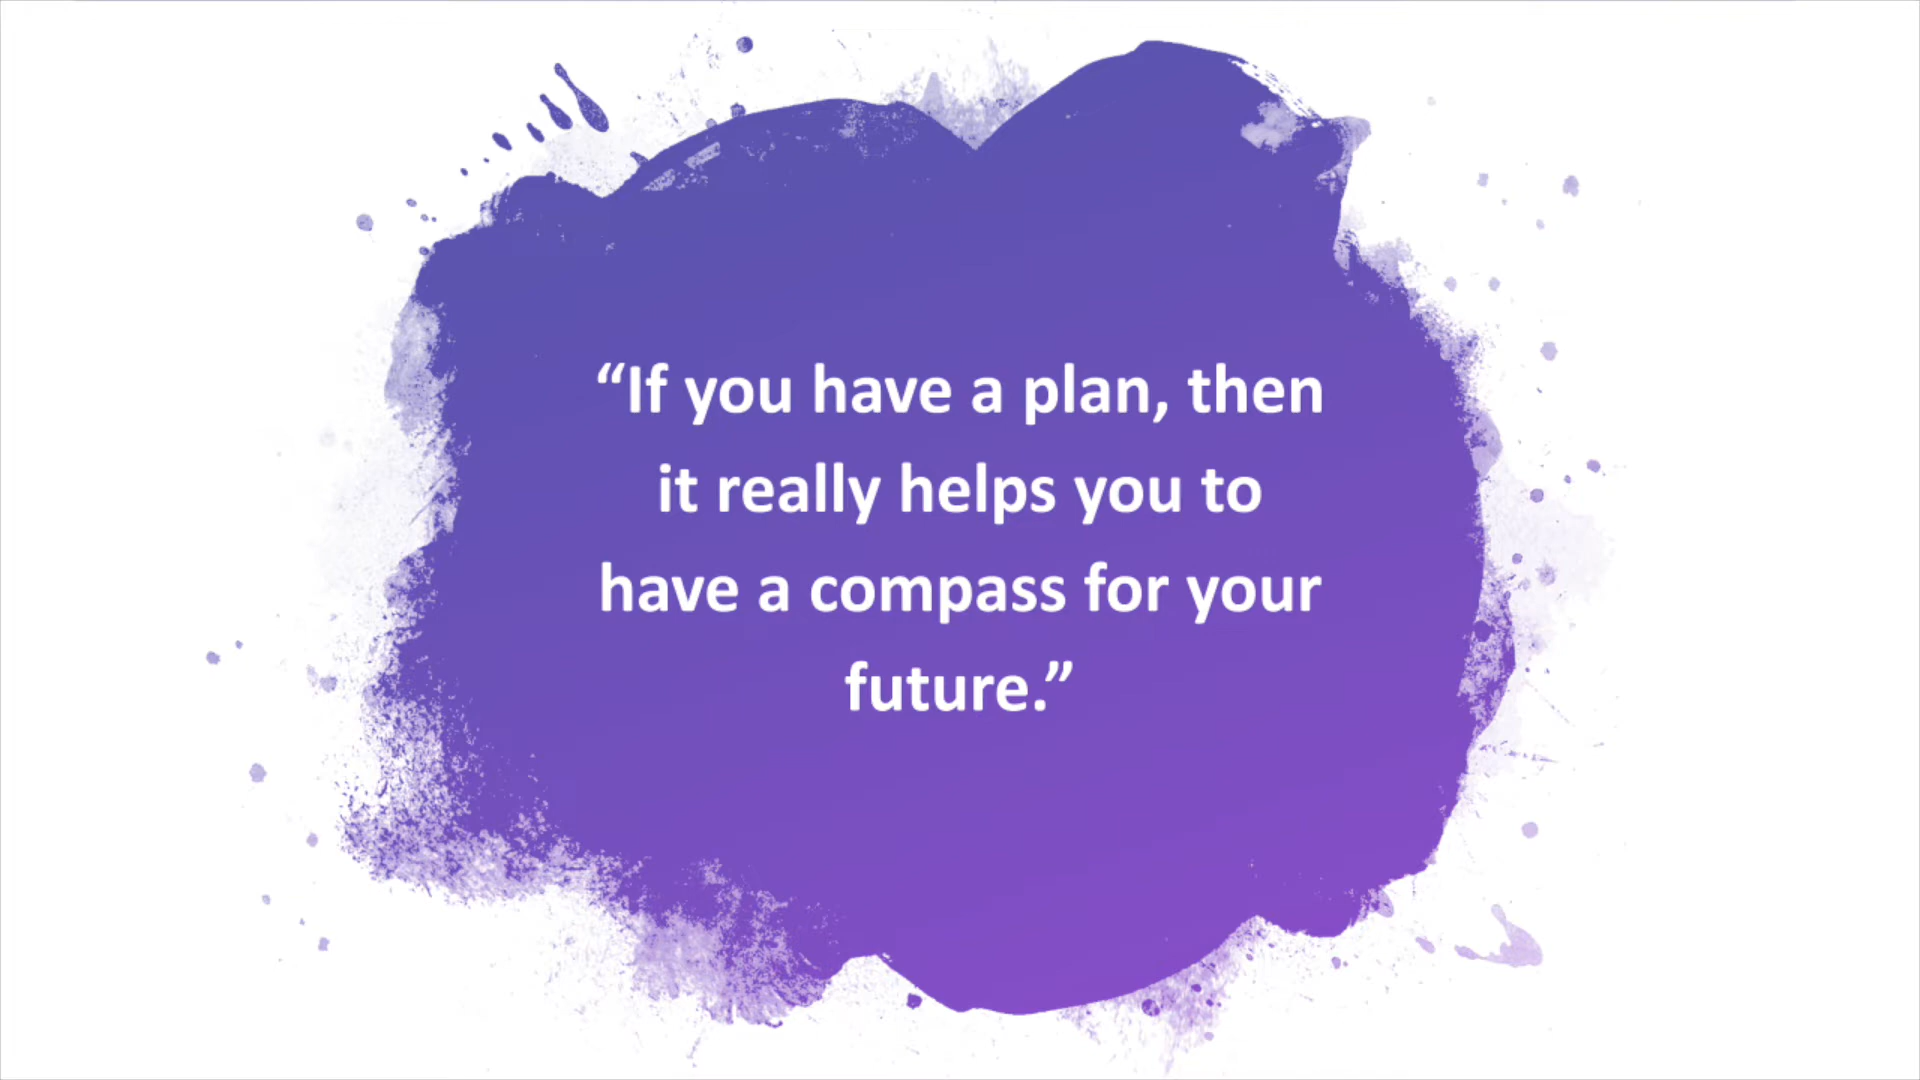 “If you have a plan, then
it really helps you to
have a compass for your
future.”